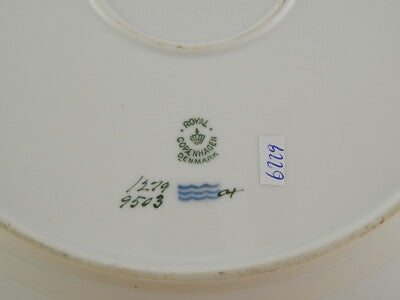 ROYAL
COPENHAGEN
DENMARK
1279
9503
6229